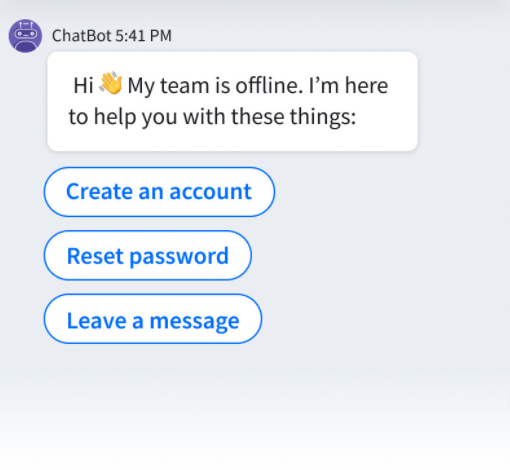 ChatBot 5:41 PM
Hi 👋 My team is offline. I’m here
to help you with these things:
Create an account
Reset password
Leave a message